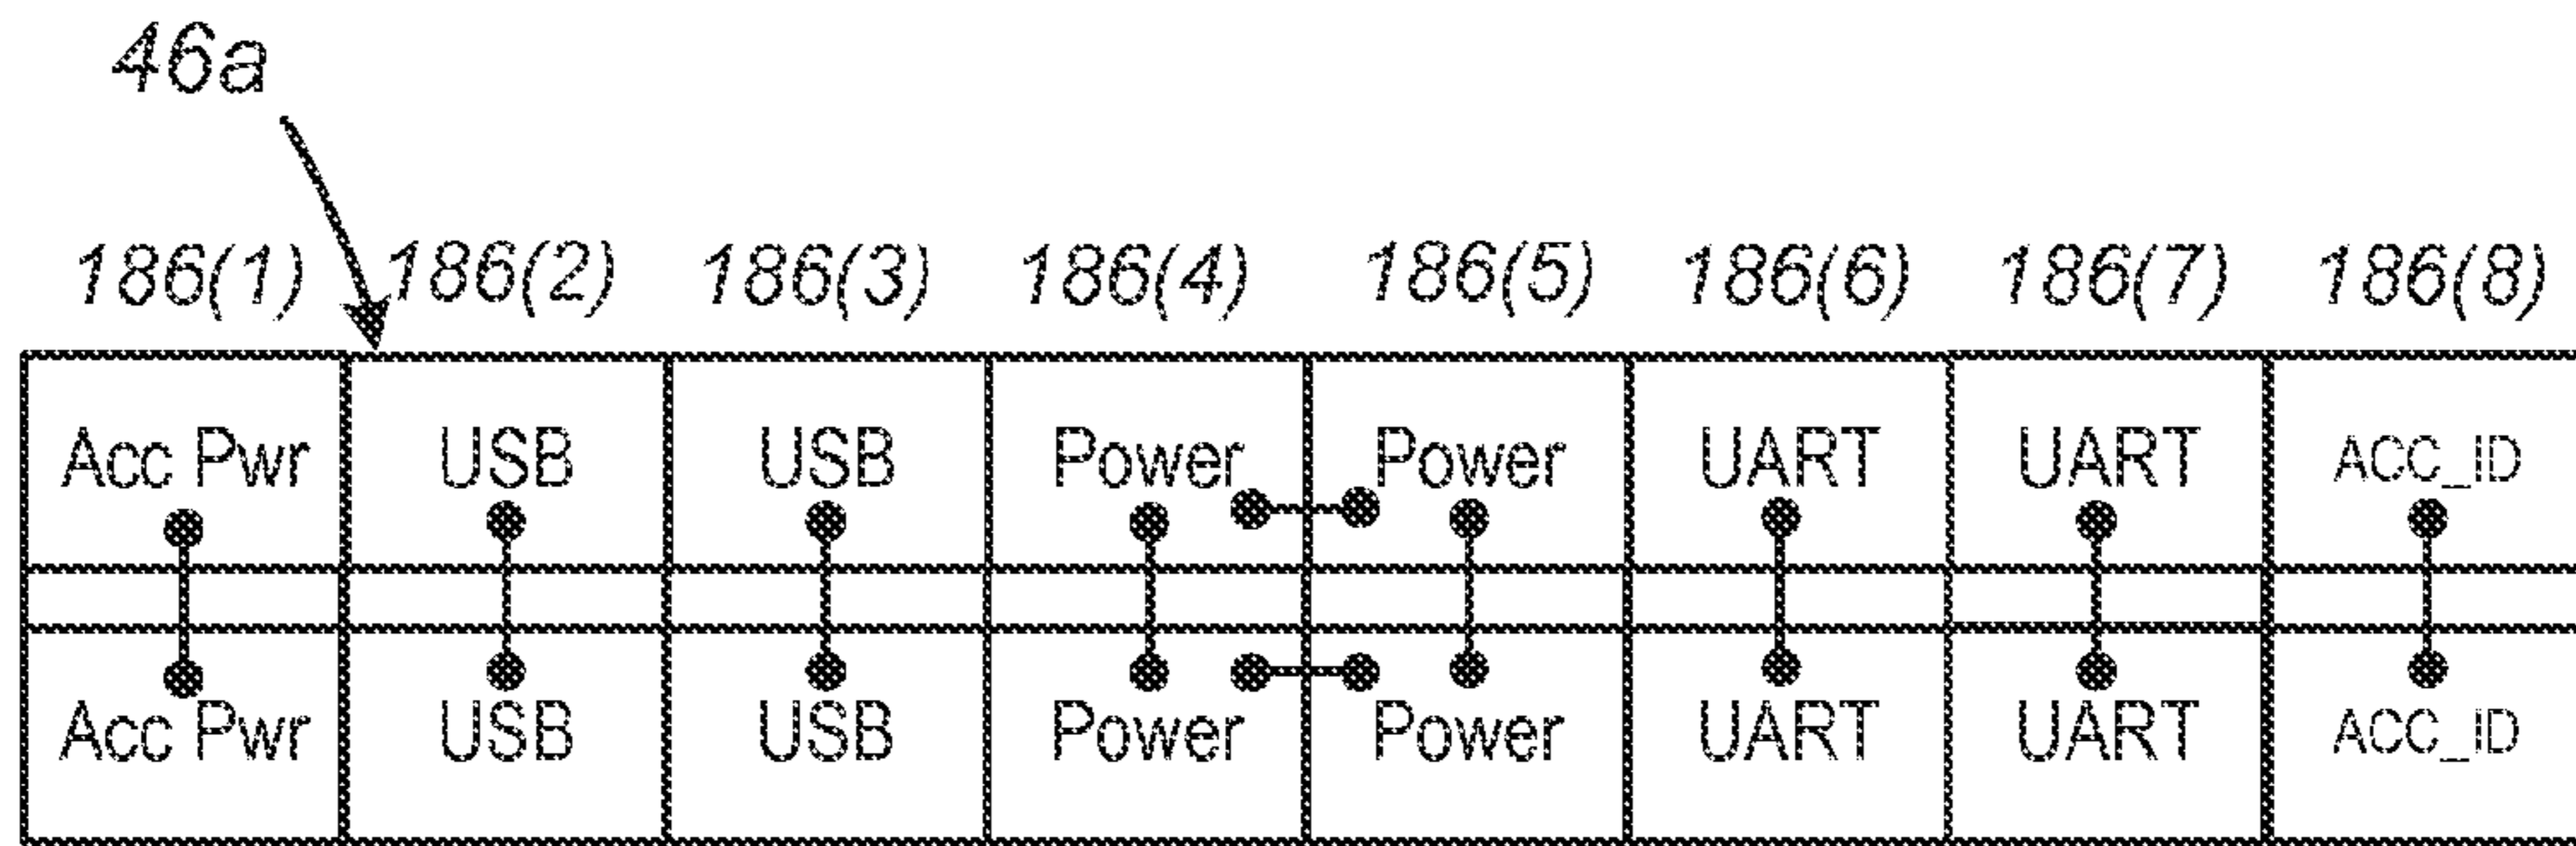 46a
186(1) 186(2) 186(3) 186(4) 186(5) 186(6) 186(7) 186(8)
Acc Pwr USB USB Power Power UART UART ACC_ID
Acc Pwr USB USB Power Power UART UART ACC_ID